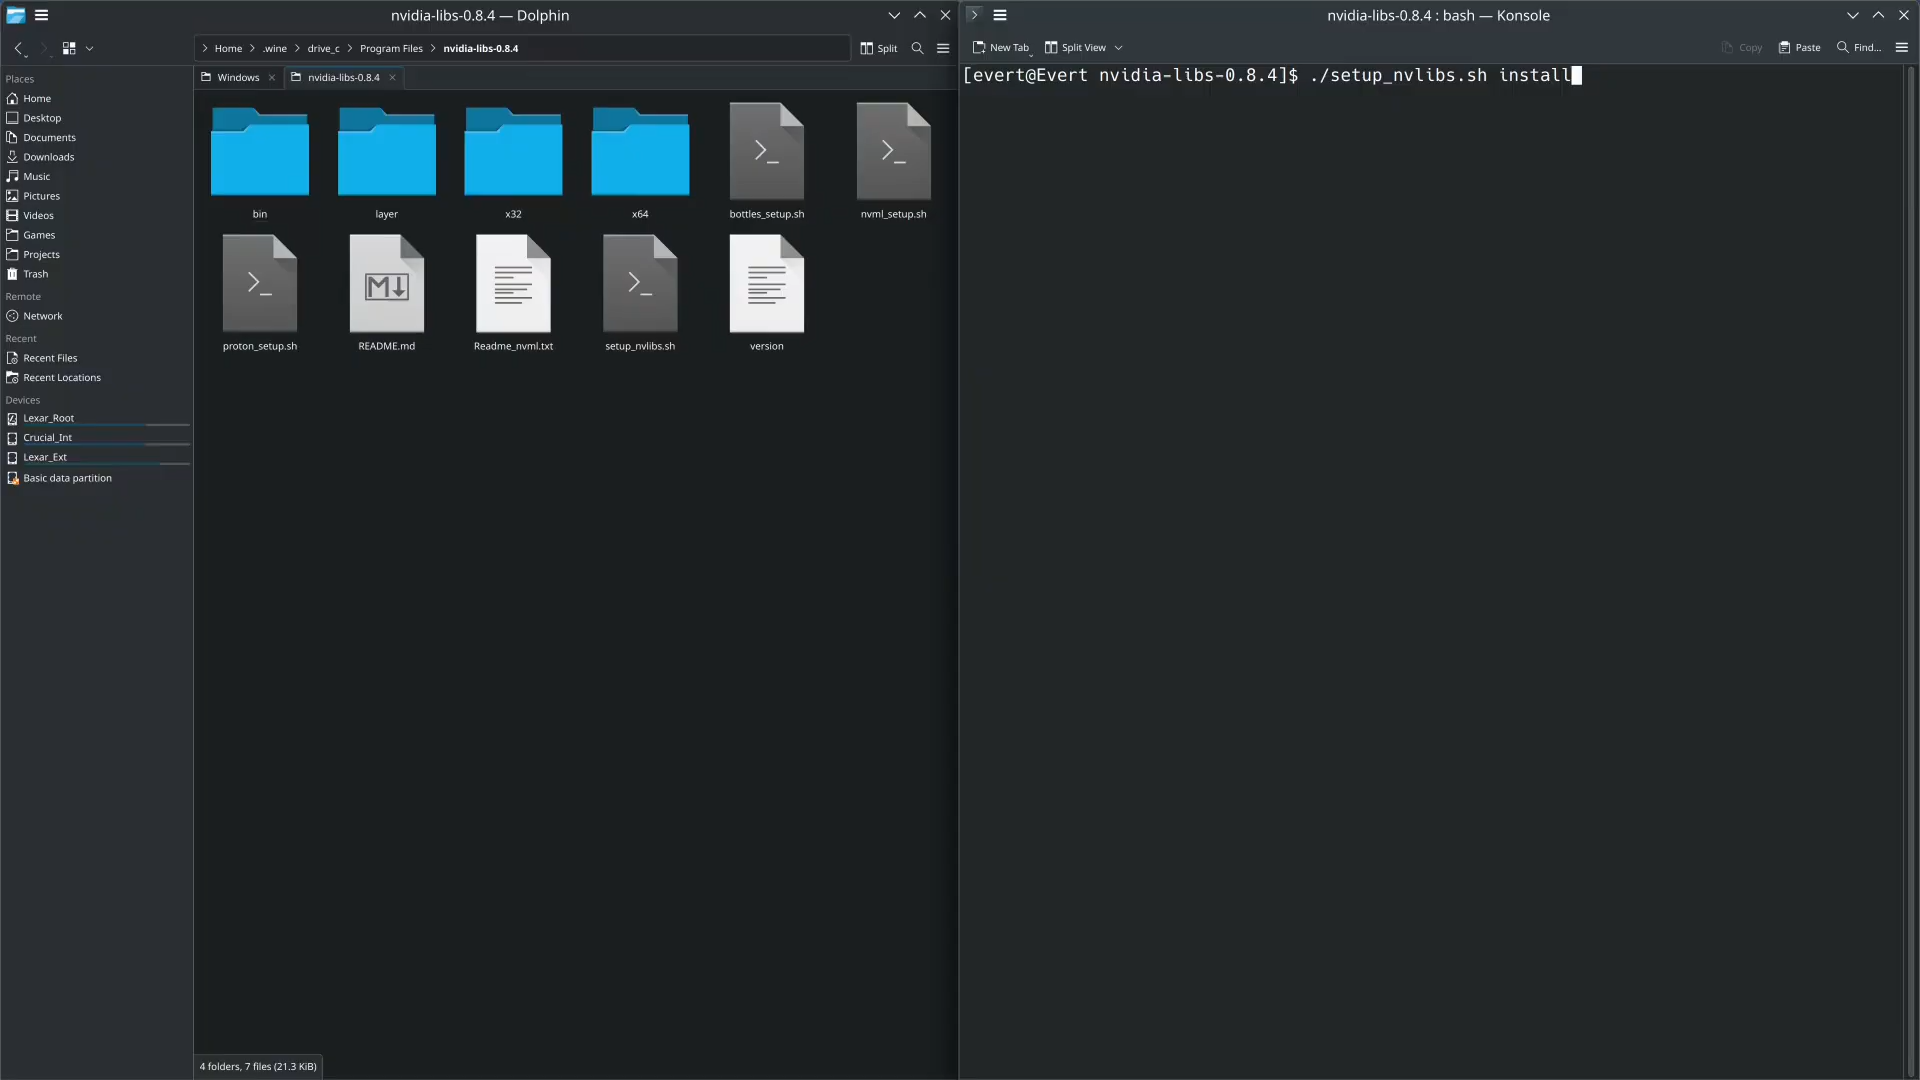 nvidia-libs-0.8.4 — Dolphin
Home
.wine
drive_c
Program Files
nvidia-libs-0.8.4
Split
Places
Home
Desktop
Documents
Downloads
Music
Pictures
Videos
Games
Projects
Trash
Remote
Network
Recent
Recent Files
Recent Locations
Devices
Lexar_Root
Crucial_Int
Lexar_Ext
Basic data partition
Windows
nvidia-libs-0.8.4
bin
layer
x32
x64
bottles_setup.sh
nvml_setup.sh
proton_setup.sh
README.md
Readme_nvml.txt
setup_nvlibs.sh
version
4 folders, 7 files (21.3 KiB)
nvidia-libs-0.8.4 : bash — Konsole
New Tab
Split View
Copy
Paste
Find...
[evert@Evert nvidia-libs-0.8.4]$ ./setup_nvlibs.sh install